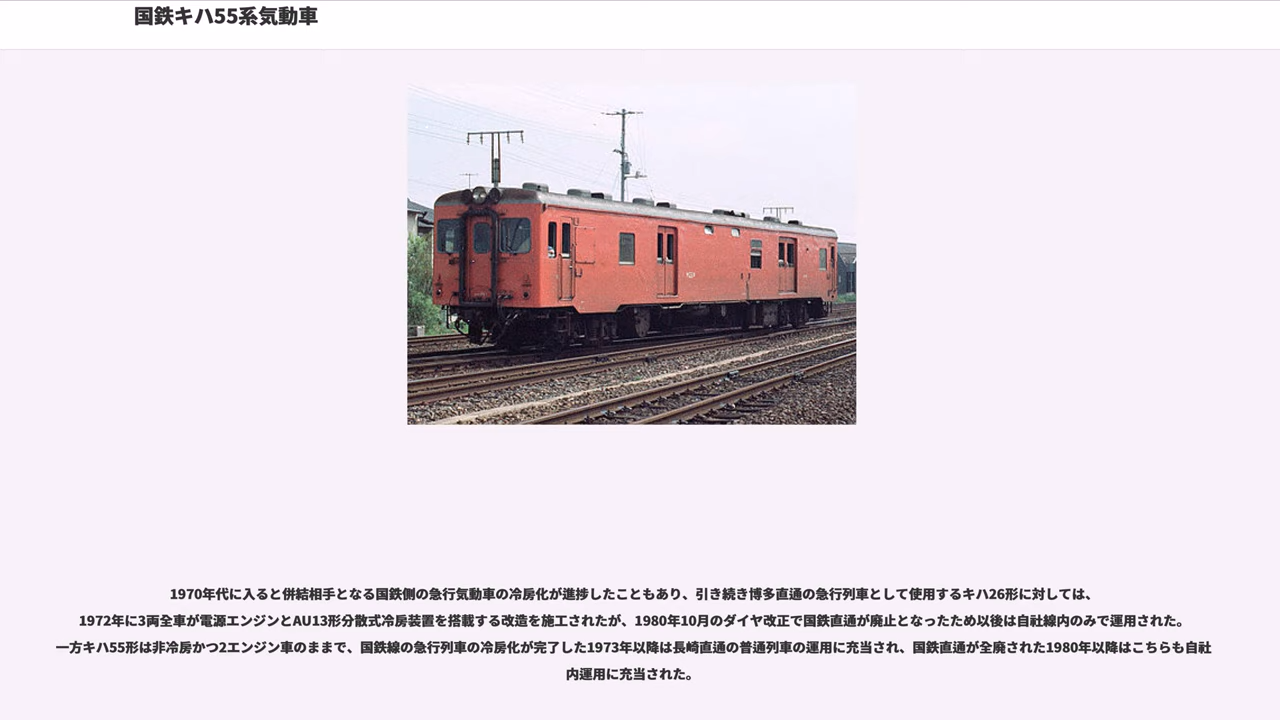 国鉄キハ55系気動車
1970年代に入ると併結相手となる国鉄側の急行気動車の冷房化が進捗したこともあり、引き続き博多直通の急行列車として使用するキハ26形に対しては、
1972年に3両全車が電源エンジンとAU13形分散式冷房装置を搭載する改造を施工されたが、1980年10月のダイヤ改正で国鉄直通が廃止となったため以後は自社線内のみで運用された。
一方キハ55形は非冷房かつ2エンジン車のままで、国鉄線の急行列車の冷房化が完了した1973年以降は長崎直通の普通列車の運用に充当され、国鉄直通が全廃された1980年以降はこちらも自社
内運用に充当された。